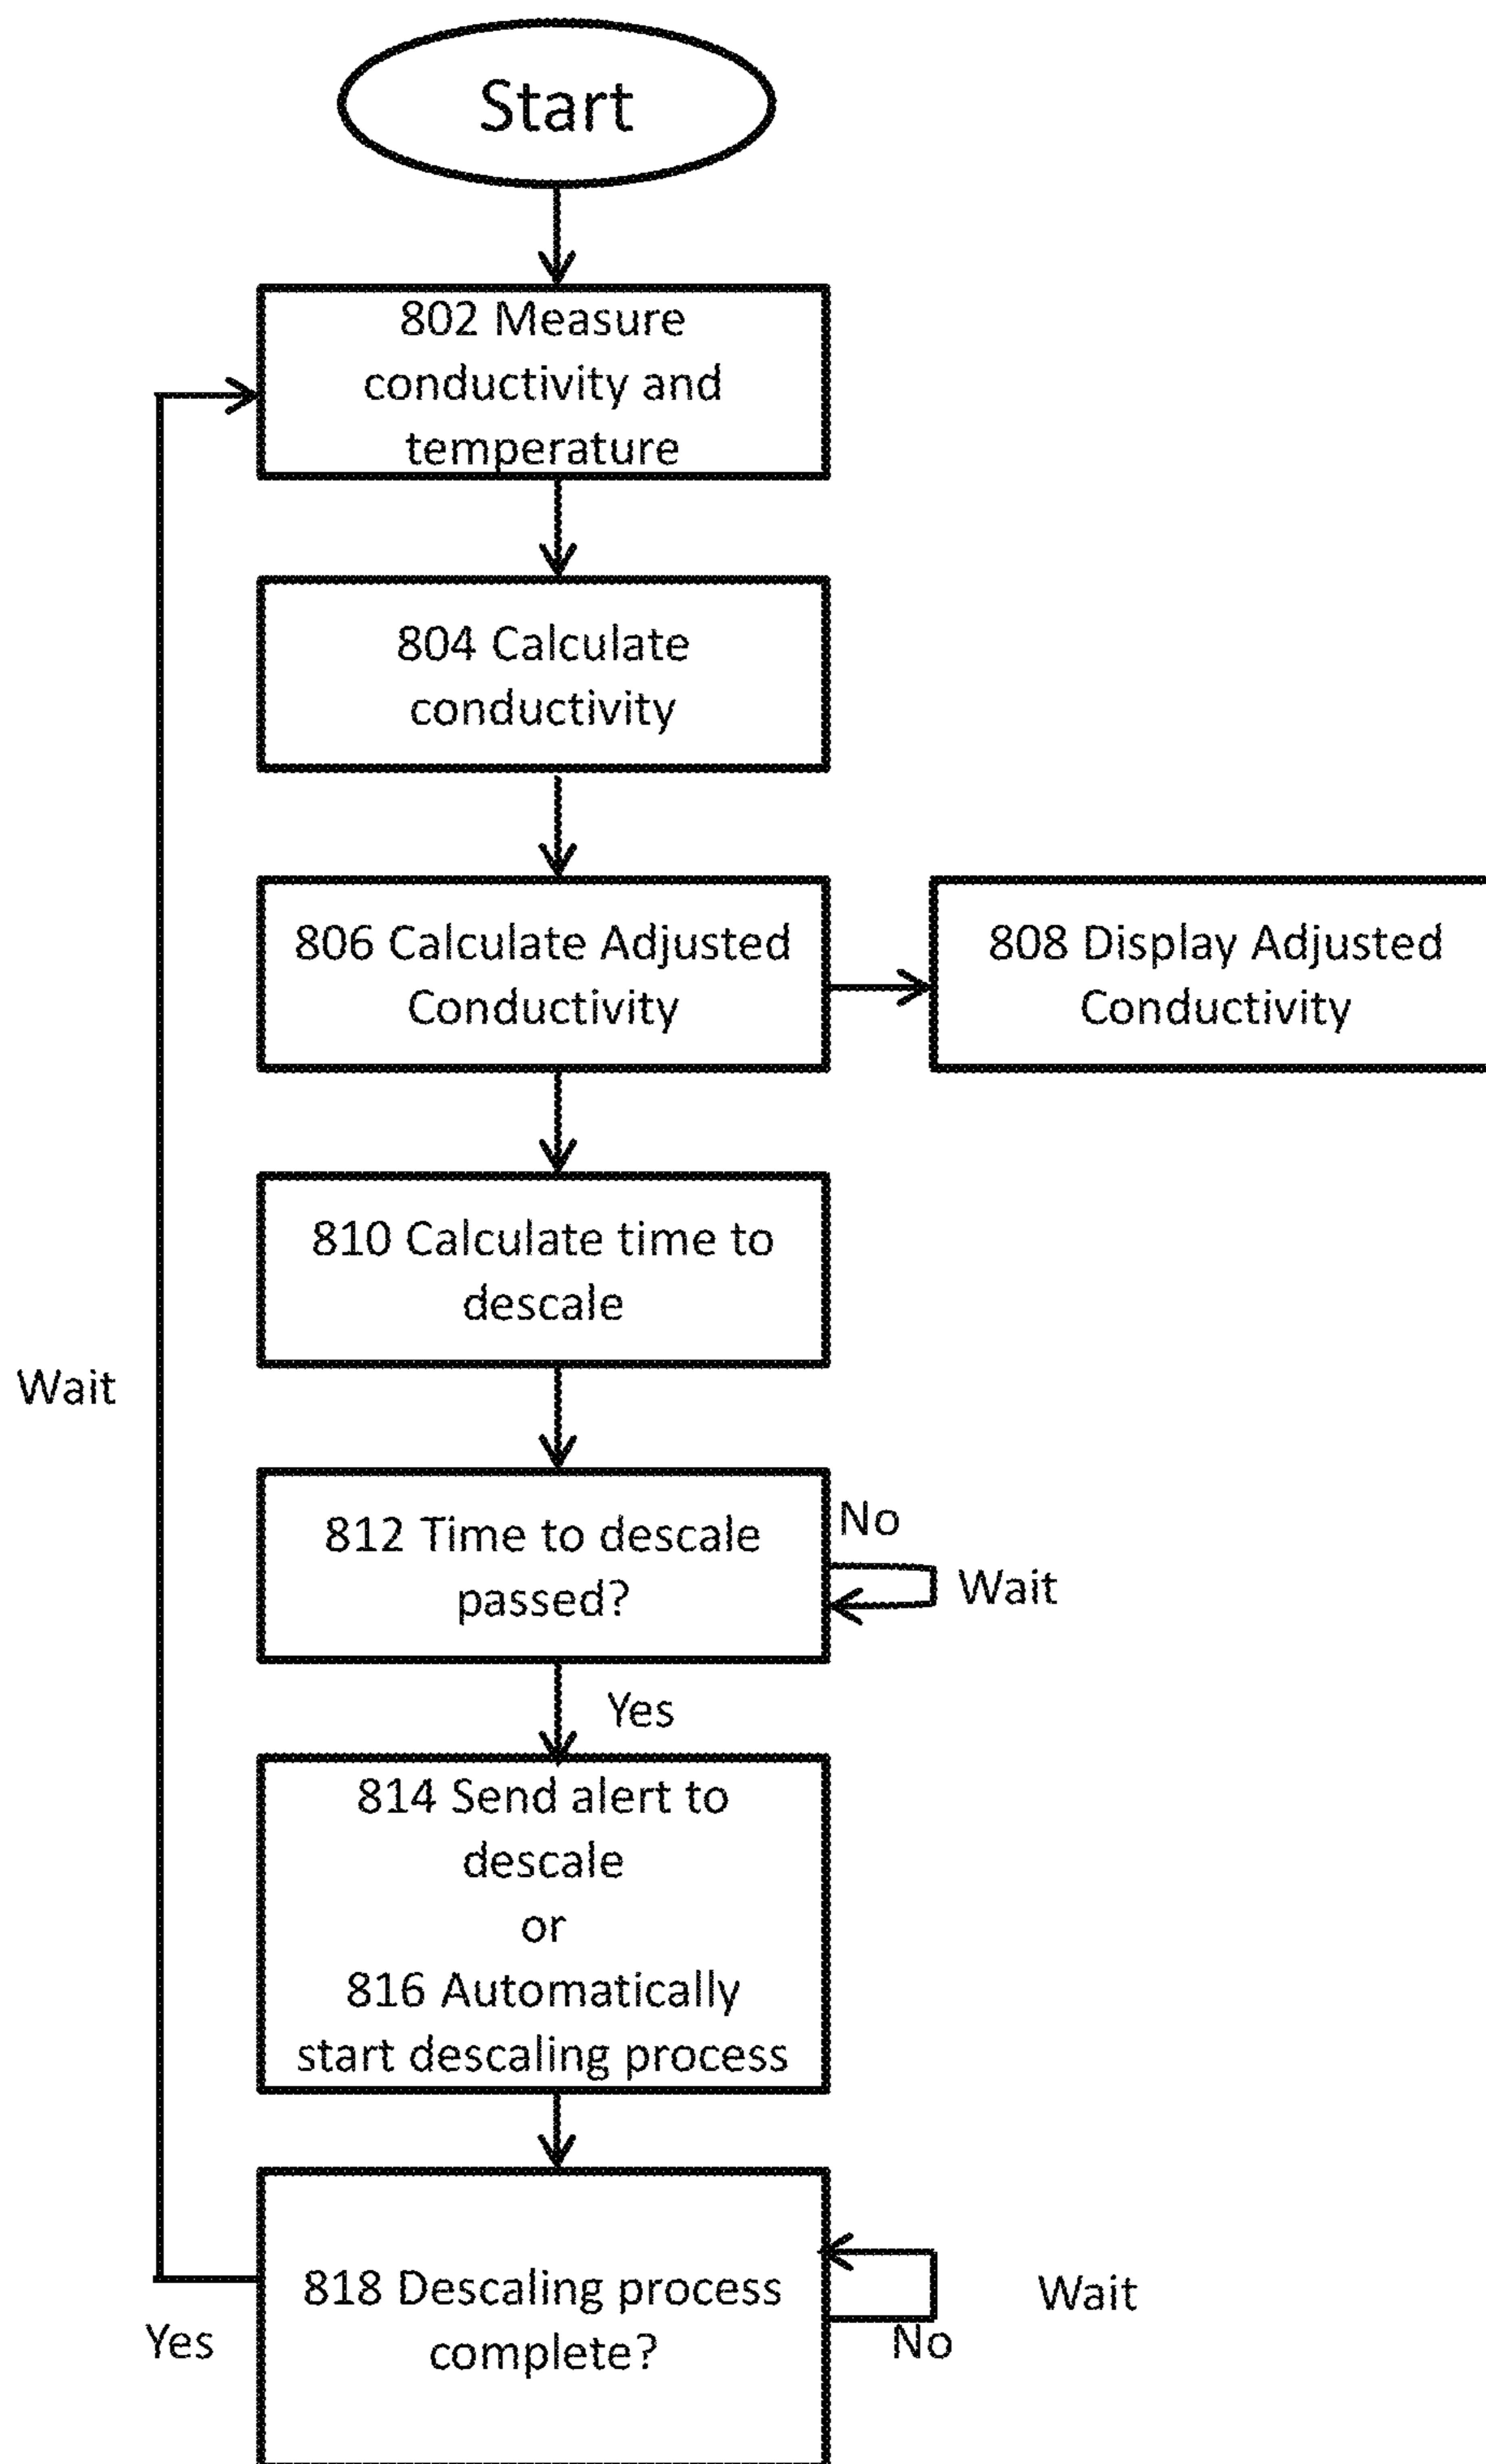 Start
802 Measure
conductivity and
temperature
804 Calculate
conductivity
806 Calculate Adjusted
Conductivity
808 Display Adjusted
Conductivity
810 Calculate time to
descale
Wait
812 Time to descale
passed?
No
Wait
Yes
814 Send alert to
descale
or
816 Automatically
start descaling process
818 Descaling process
complete?
Wait
No
Yes